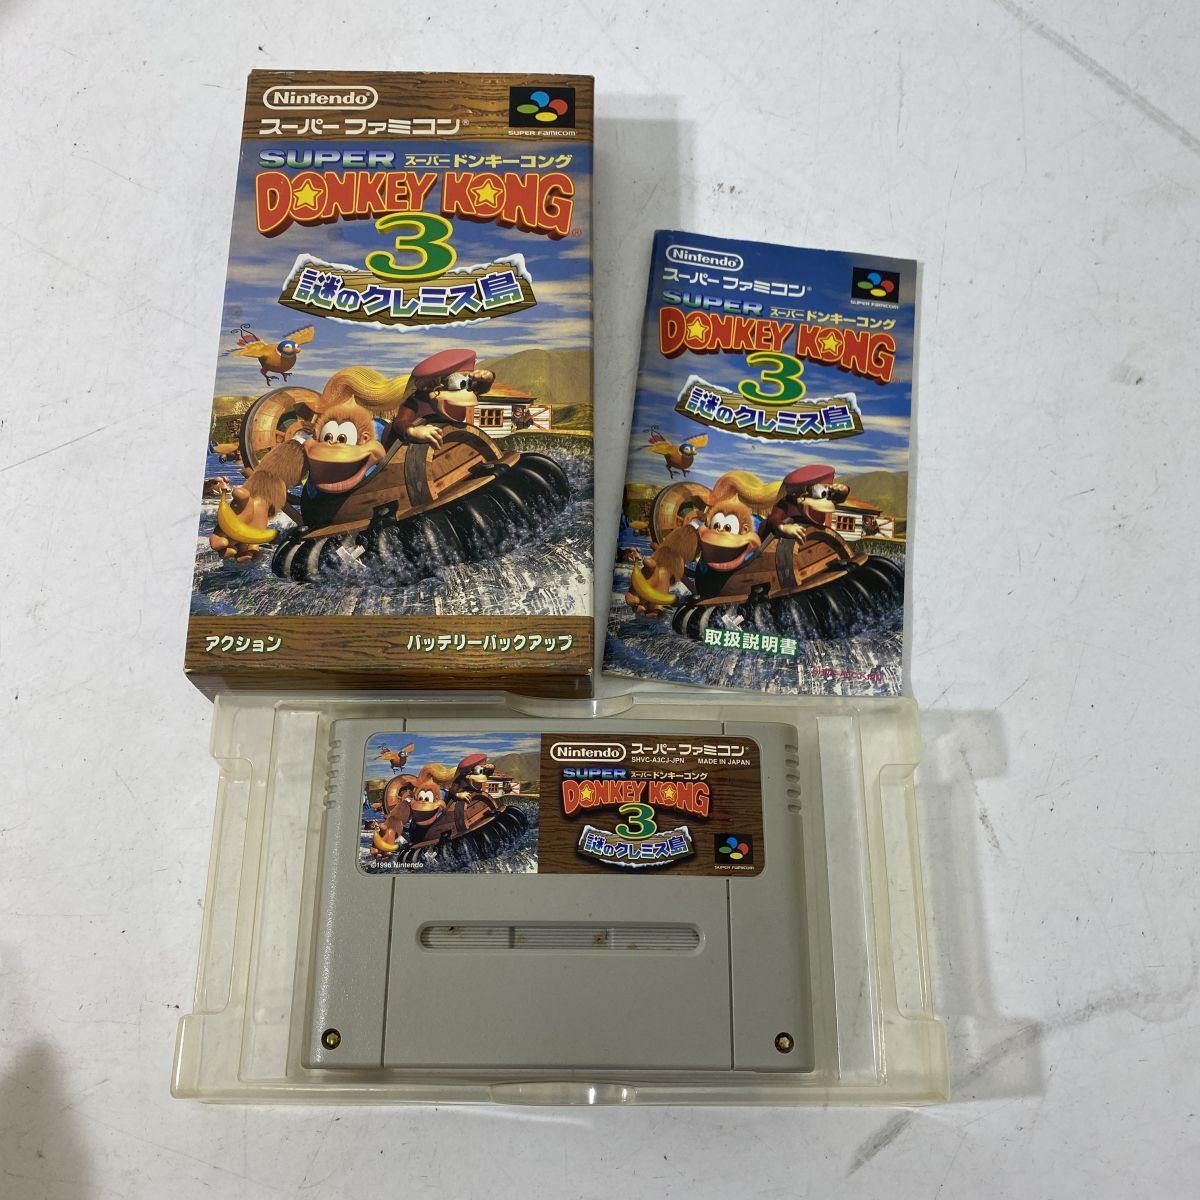 Nintendo
スーパーファミコン®
SUPER FAMICOM
SUPER スーパードンキーコング
DONKEY KONG®
3
謎のクレミス島
アクション
バッテリーバックアップ
Nintendo
スーパーファミコン®
SUPER FAMICOM
SUPER スーパードンキーコング
DONKEY KONG®
3
謎のクレミス島
取扱説明書
SHVC-A3CJ-JPN
Nintendo スーパーファミコン®
SHVC-A3CJ-JPN MADE IN JAPAN
SUPER スーパードンキーコング
DONKEY KONG
3
謎のクレミス島
SUPER FAMICOM
©1996 Nintendo